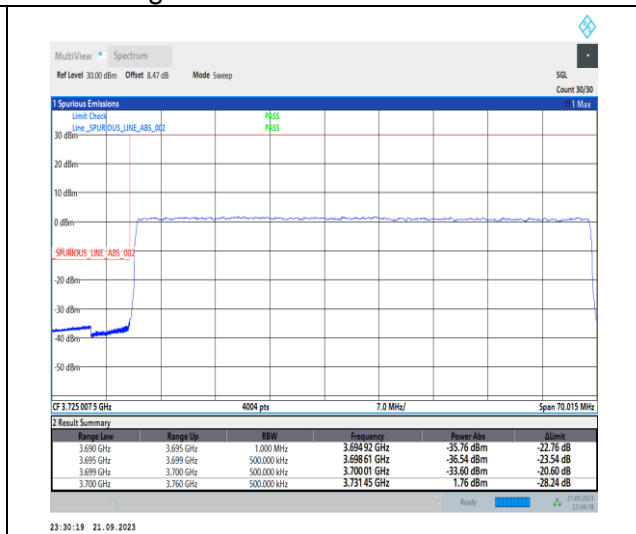 MultiView Spectrum
Ref Level 30.00 dBm Offset 8.47 dB Mode Sweep SGL
Count 30/30
1 Spurious Emissions 1 Max
Limit Check PASS
Line _SPURIOUS_LINE_ABS_002 PASS
30 dBm
20 dBm
10 dBm
0 dBm
_SPURIOUS_LINE_ABS_002
-20 dBm
-30 dBm
-40 dBm
-50 dBm
CF 3.725 007 5 GHz 4004 pts 7.0 MHz/ Span 70.015 MHz
2 Result Summary
Range Low Range Up RBW Frequency Power Abs ΔLimit
3.690 GHz 3.695 GHz 1.000 MHz 3.694 92 GHz -35.76 dBm -22.76 dB
3.695 GHz 3.699 GHz 500.000 kHz 3.698 61 GHz -36.54 dBm -23.54 dB
3.699 GHz 3.700 GHz 500.000 kHz 3.700 01 GHz -33.60 dBm -20.60 dB
3.700 GHz 3.760 GHz 500.000 kHz 3.731 45 GHz 1.76 dBm -28.24 dB
Ready 21.09.2023
23:30:18
23:30:19 21.09.2023